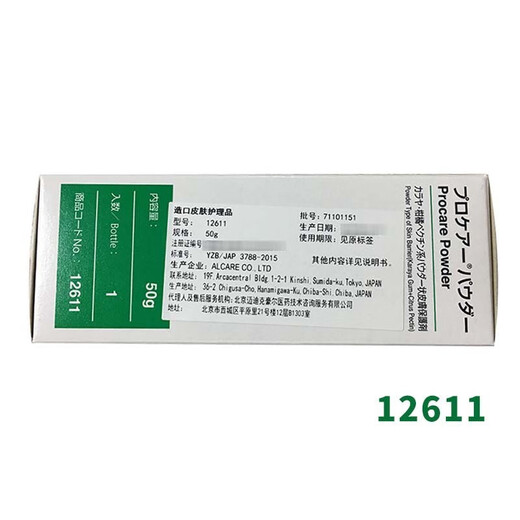 プロケアー®パウダー
Procare Powder
カラヤ・柑橘ペクチン系パウダー状皮膚保護剤
Powder Type of Skin Barrier(Karaya Gum+Citrus Pectin)
造口皮肤护理品
型号: 12611
规格: 50g
注册证编号
标准号: YZB/JAP 3788-2015
生产企业: ALCARE CO., LTD
联系地址: 19F. Arcacentral Bldg. 1-2-1 Kinshi, Sumida-ku, Tokyo, JAPAN
生产地址: 36-2 Chigusa-Cho, Hanamigawa-Ku, Chiba-Shi, Chiba, JAPAN
代理人及售后服务机构: 北京迈迪克豪尔医药技术咨询服务有限公司
地址: 北京市西城区平原里21号楼12层B1303室
批号: 71101151
生产日期:
使用期限: 见原标签
其他内容详见说明书。
内容量: 50g
入数/Bottle: 1
商品コードNo.: 12611
12611